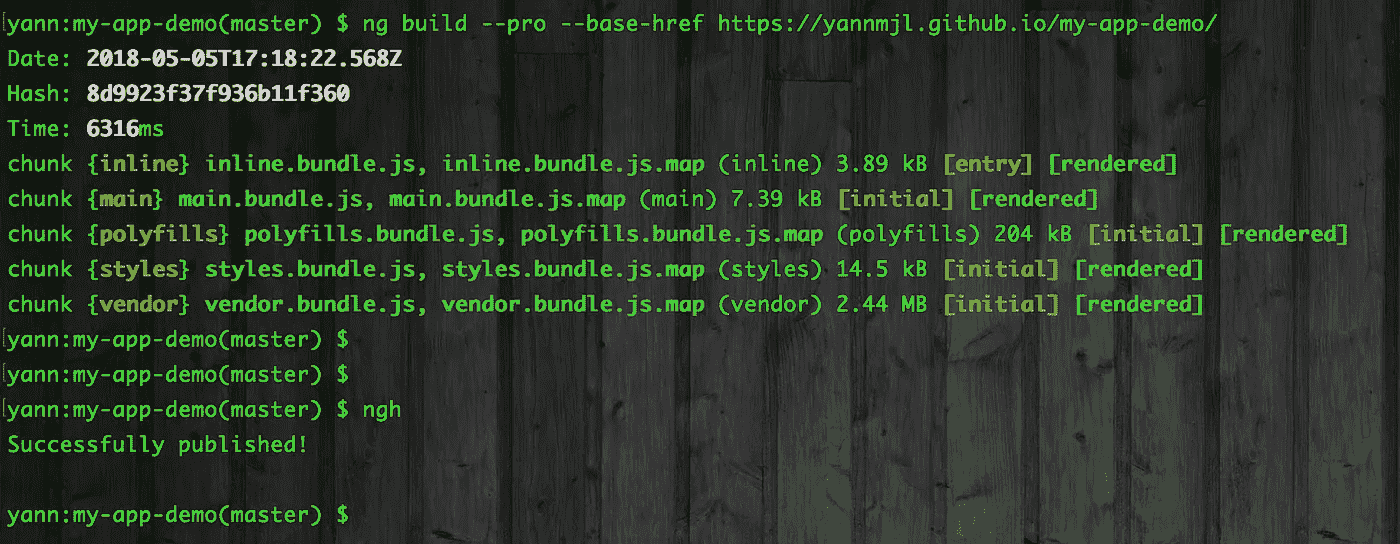 yann:my-app-demo(master) $ ng build --pro --base-href https://yannmjl.github.io/my-app-demo/
Date: 2018-05-05T17:18:22.568Z
Hash: 8d9923f37f936b11f360
Time: 6316ms
chunk {inline} inline.bundle.js, inline.bundle.js.map (inline) 3.89 kB [entry] [rendered]
chunk {main} main.bundle.js, main.bundle.js.map (main) 7.39 kB [initial] [rendered]
chunk {polyfills} polyfills.bundle.js, polyfills.bundle.js.map (polyfills) 204 kB [initial] [rendered]
chunk {styles} styles.bundle.js, styles.bundle.js.map (styles) 14.5 kB [initial] [rendered]
chunk {vendor} vendor.bundle.js, vendor.bundle.js.map (vendor) 2.44 MB [initial] [rendered]
yann:my-app-demo(master) $
yann:my-app-demo(master) $
yann:my-app-demo(master) $ ngh
Successfully published!
yann:my-app-demo(master) $